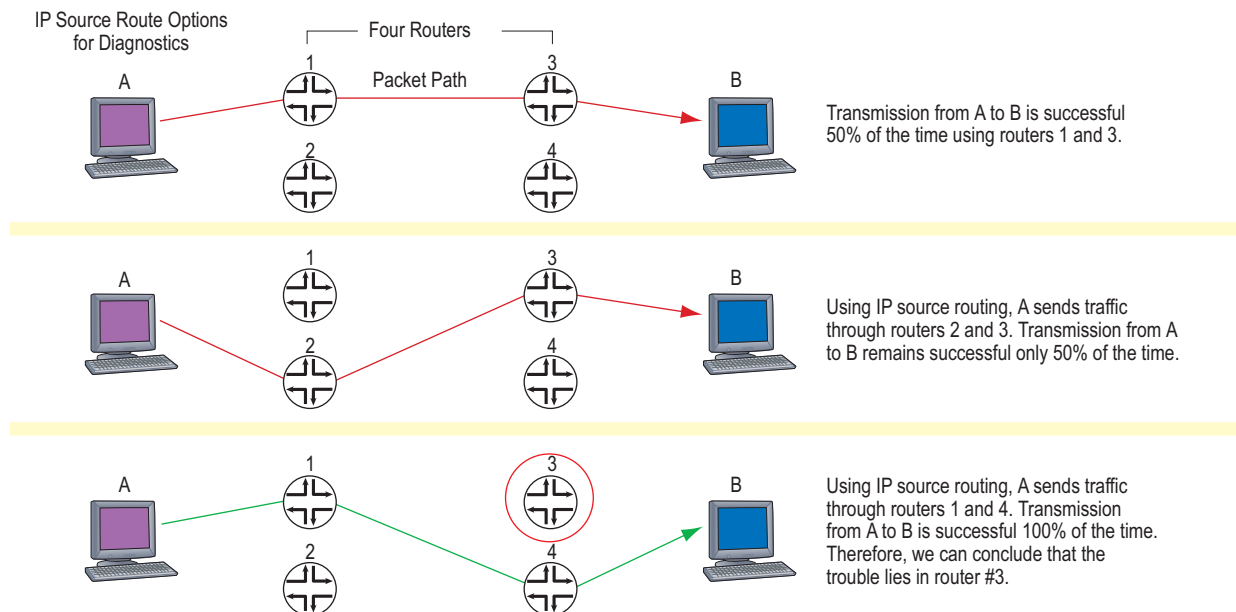 IP Source Route Options
for Diagnostics
Four Routers
A
1
Packet Path
3
B
2
4
Transmission from A to B is successful
50% of the time using routers 1 and 3.
A
1
3
B
2
4
Using IP source routing, A sends traffic
through routers 2 and 3. Transmission from A
to B remains successful only 50% of the time.
A
1
3
B
2
4
Using IP source routing, A sends traffic
through routers 1 and 4. Transmission
from A to B is successful 100% of the time.
Therefore, we can conclude that the
trouble lies in router #3.